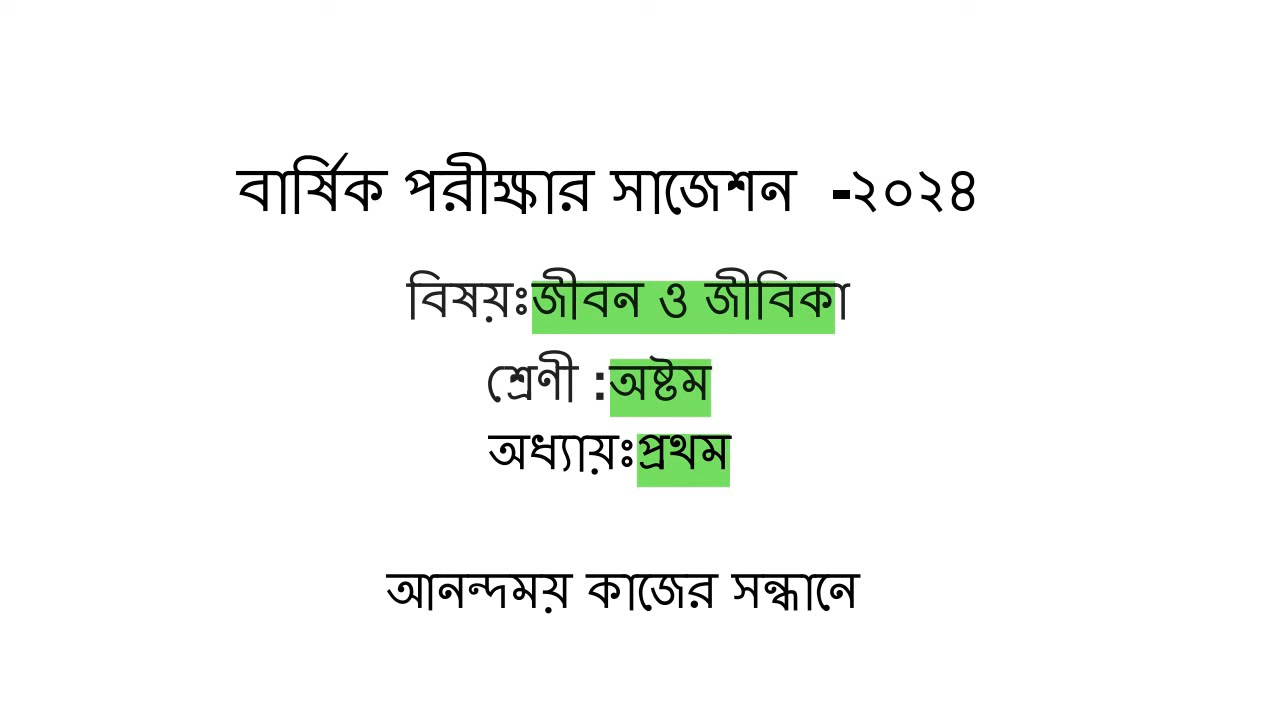 বার্ষিক পরীক্ষার সাজেশন -২০২৪
বিষয়ঃজীবন ও জীবিকা
শ্রেণী :অষ্টম
অধ্যায়ঃপ্রথম
আনন্দময় কাজের সন্ধানে